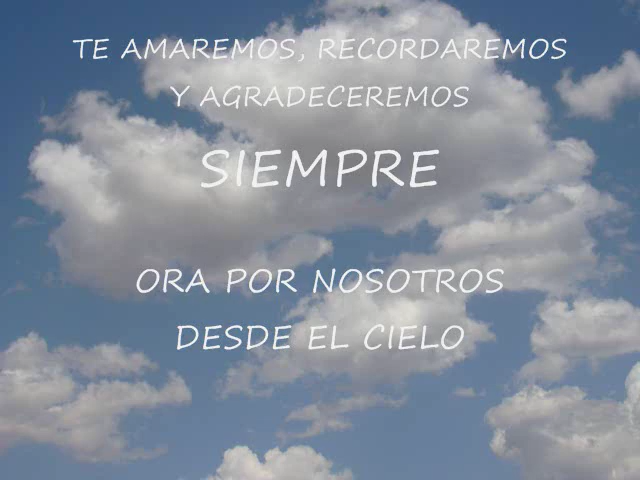 TE AMAREMOS, RECORDAREMOS
Y AGRADECEREMOS
SIEMPRE
ORA POR NOSOTROS
DESDE EL CIELO